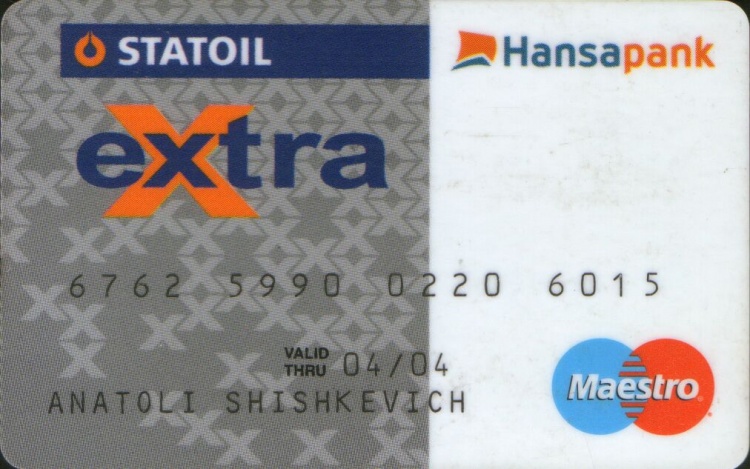 STATOIL
Hansapank
extra
6762 5990 0220 6015
VALID
THRU 04/04
ANATOLI SHISHKEVICH
Maestro